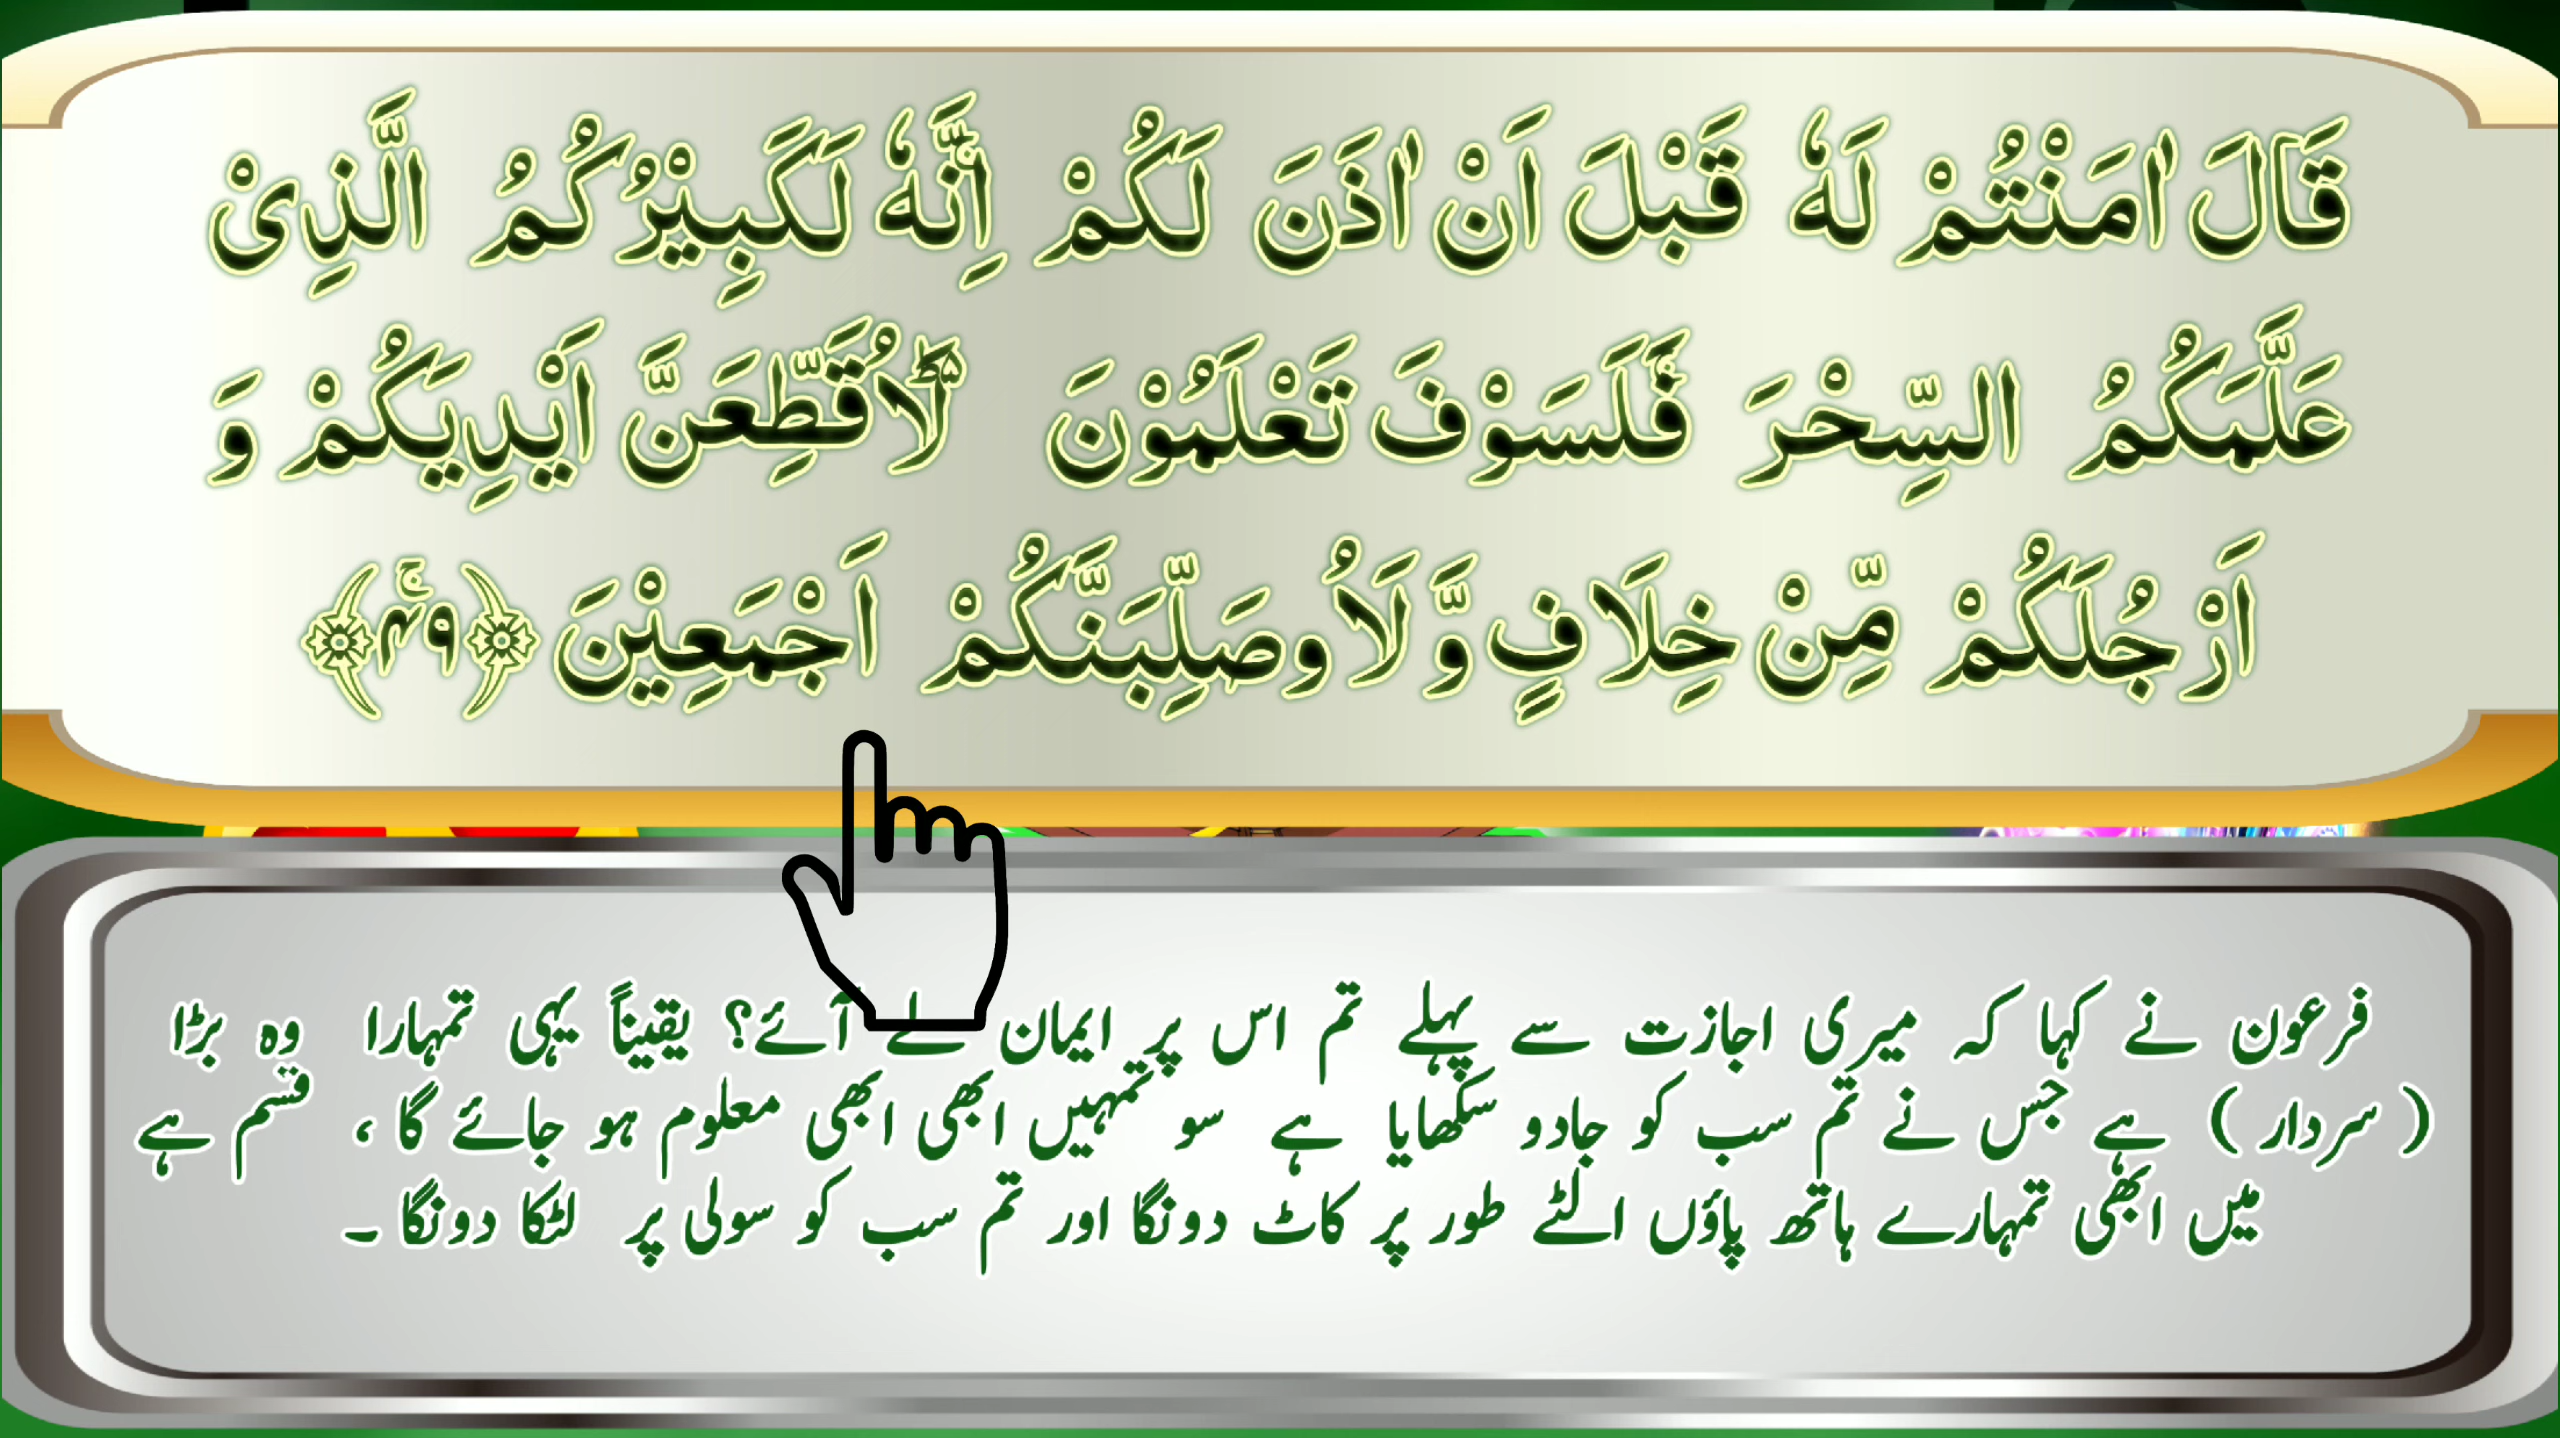 قَالَ اٰمَنْتُمْ لَهٗ قَبْلَ اَنْ اٰذَنَ لَكُمْ ۚ اِنَّهٗ لَكَبِيْرُكُمُ الَّذِىْ
عَلَّمَكُمُ السِّحْرَ ۚ فَلَسَوْفَ تَعْلَمُوْنَ ۬ؕ لَاُقَطِّعَنَّ اَيْدِيَكُمْ وَ
اَرْجُلَكُمْ مِّنْ خِلَافٍ وَّ لَاُوصَلِّبَنَّكُمْ اَجْمَعِيْنَ ﴿ۚ۴۹﴾
فرعون نے کہا کہ میری اجازت سے پہلے تم اس پر ایمان لے آئے؟ یقیناً یہی تمہارا وہ بڑا
( سردار ) ہے جس نے تم سب کو جادو سکھایا ہے سو تمہیں ابھی ابھی معلوم ہو جائے گا ، قسم ہے
میں ابھی تمہارے ہاتھ پاؤں الٹے طور پر کاٹ دونگا اور تم سب کو سولی پر لٹکا دونگا ۔